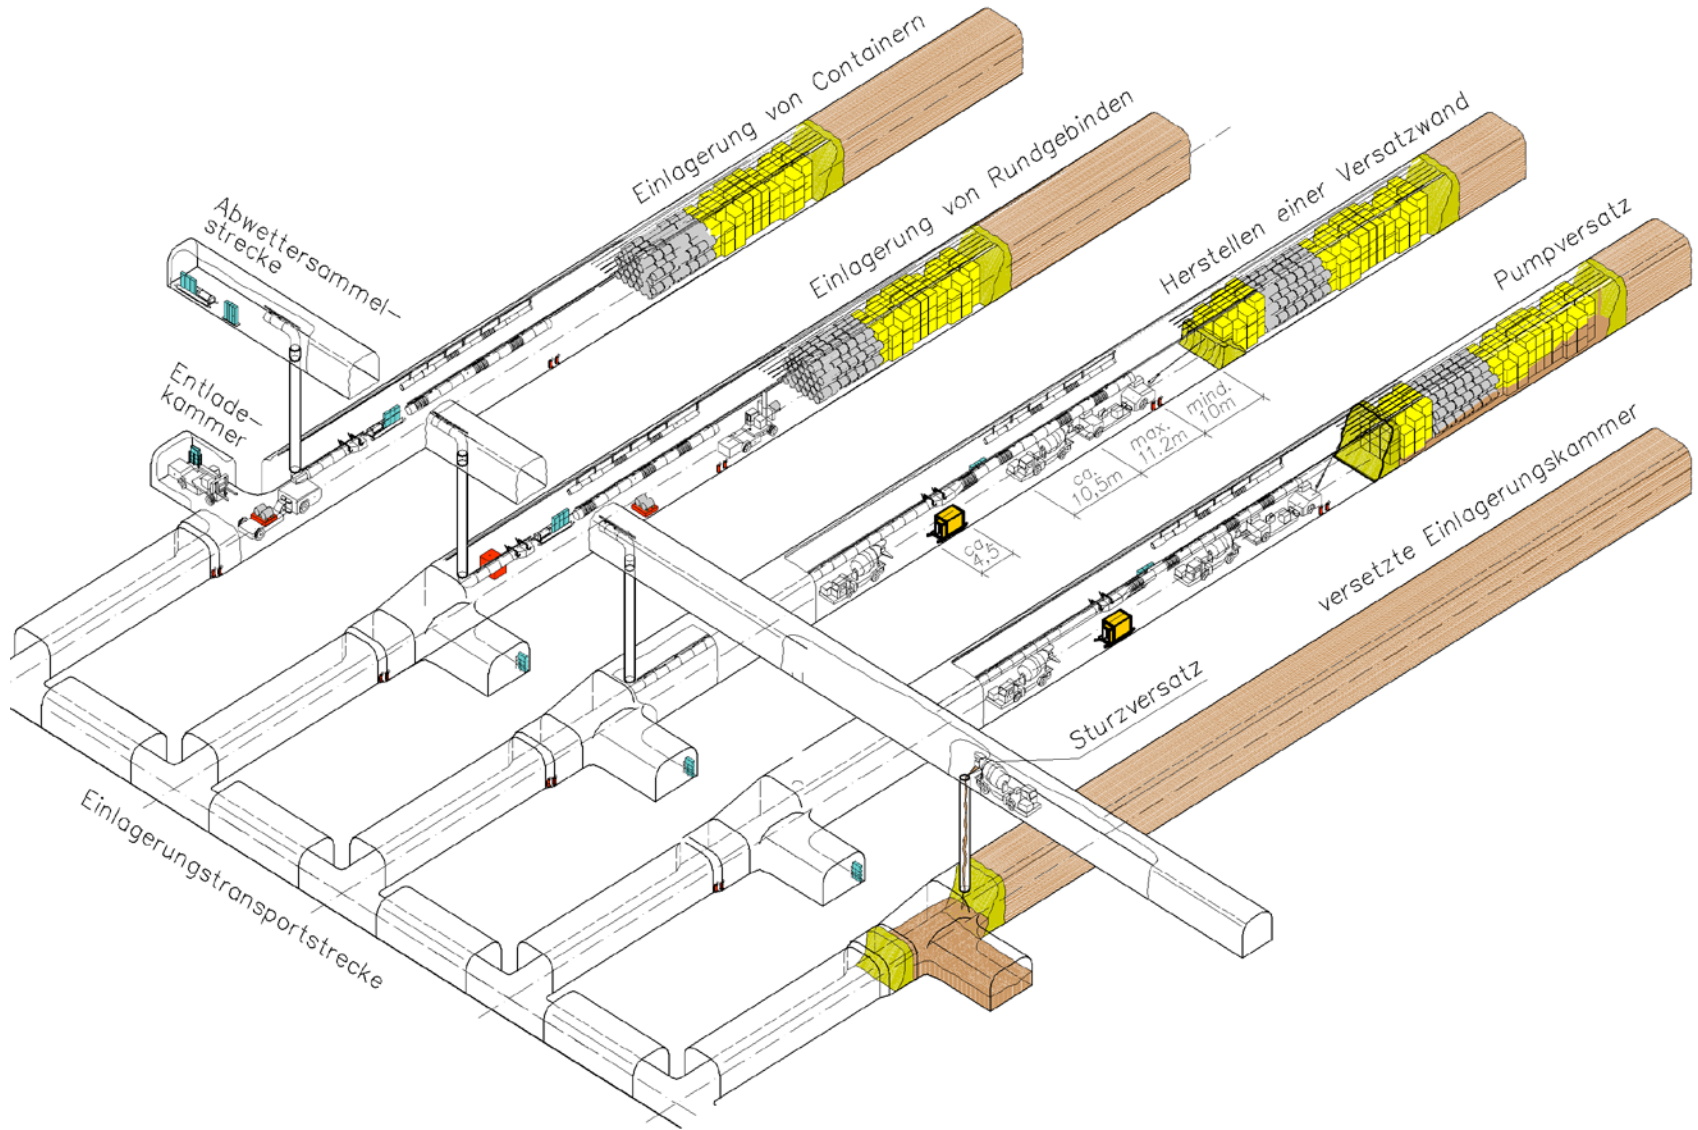 Einlagerung von Containern
Einlagerung von Rundgebinden
Herstellen einer Versatzwand
Pumpversatz
Abwettersammel-
strecke
Entlade-
kammer
mind.
10m
max.
11.2m
ca.
10,5m
ca.
4,5
versetzte Einlagerungskammer
Sturzversatz
Einlagerungstransportstrecke